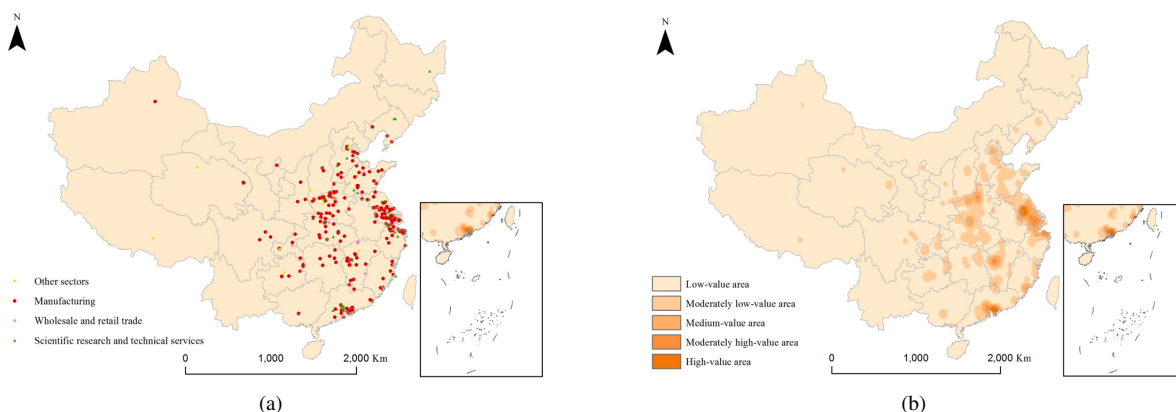 N
Other sectors
Manufacturing
Wholesale and retail trade
Scientific research and technical services
0 1,000 2,000 Km
(a)
N
Low-value area
Moderately low-value area
Medium-value area
Moderately high-value area
High-value area
0 1,000 2,000 Km
(b)